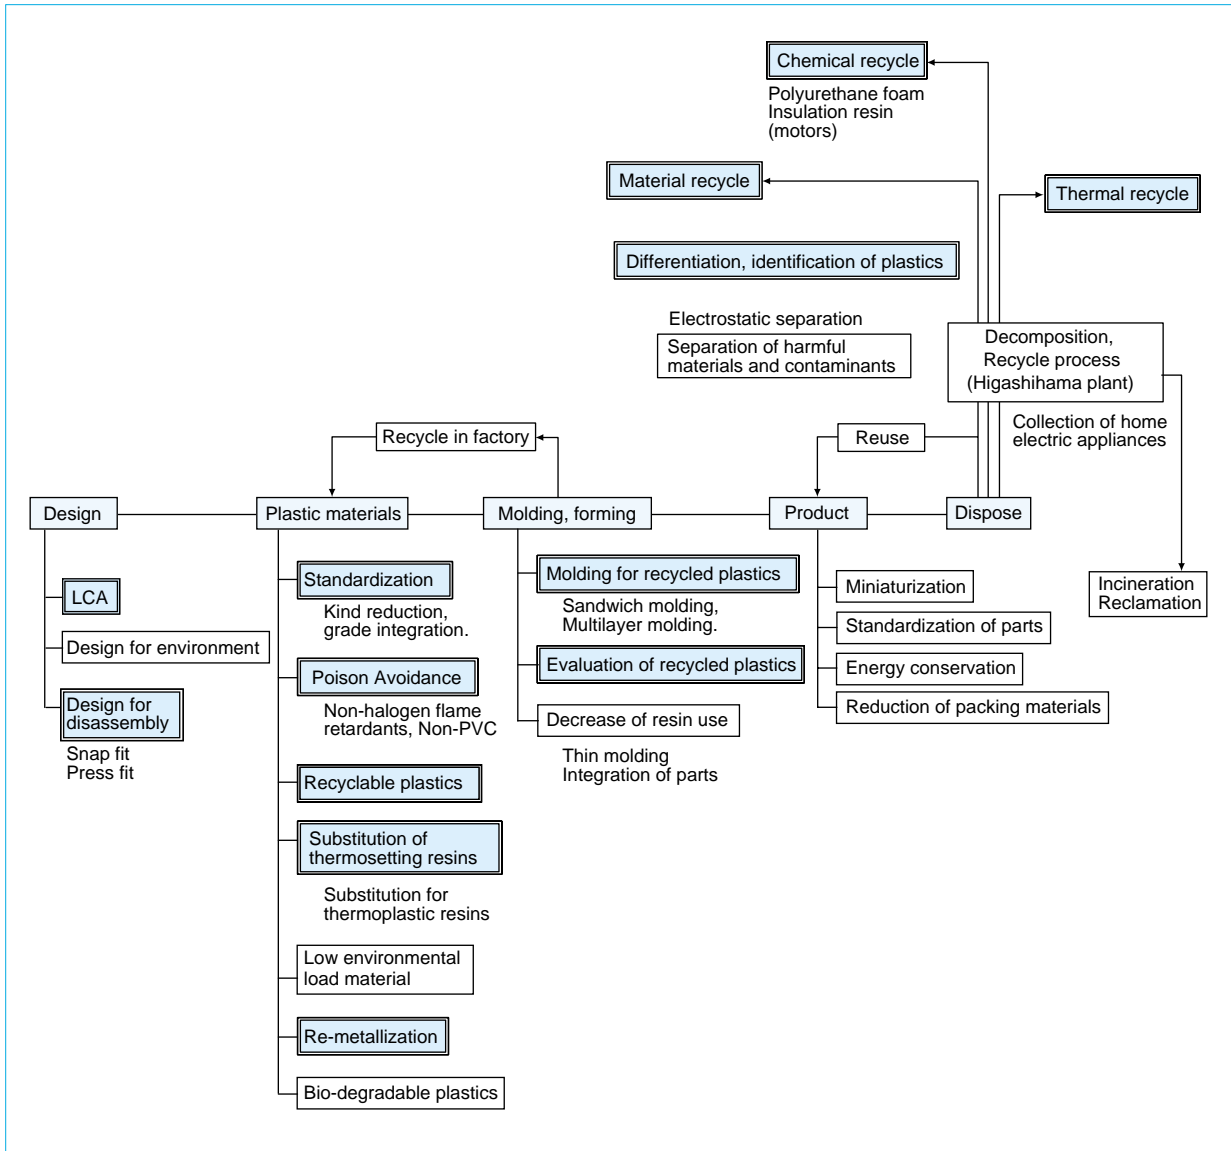 Chemical recycle
Polyurethane foam
Insulation resin
(motors)
Material recycle
Thermal recycle
Differentiation, identification of plastics
Electrostatic separation
Separation of harmful
materials and contaminants
Decomposition,
Recycle process
(Higashihama plant)
Collection of home
electric appliances
Recycle in factory
Reuse
Design
Plastic materials
Molding, forming
Product
Dispose
LCA
Design for environment
Design for
disassembly
Snap fit
Press fit
Standardization
Kind reduction,
grade integration.
Poison Avoidance
Non-halogen flame
retardants, Non-PVC
Recyclable plastics
Substitution of
thermosetting resins
Substitution for
thermoplastic resins
Low environmental
load material
Re-metallization
Bio-degradable plastics
Molding for recycled plastics
Sandwich molding,
Multilayer molding.
Evaluation of recycled plastics
Decrease of resin use
Thin molding
Integration of parts
Miniaturization
Standardization of parts
Energy conservation
Reduction of packing materials
Incineration
Reclamation